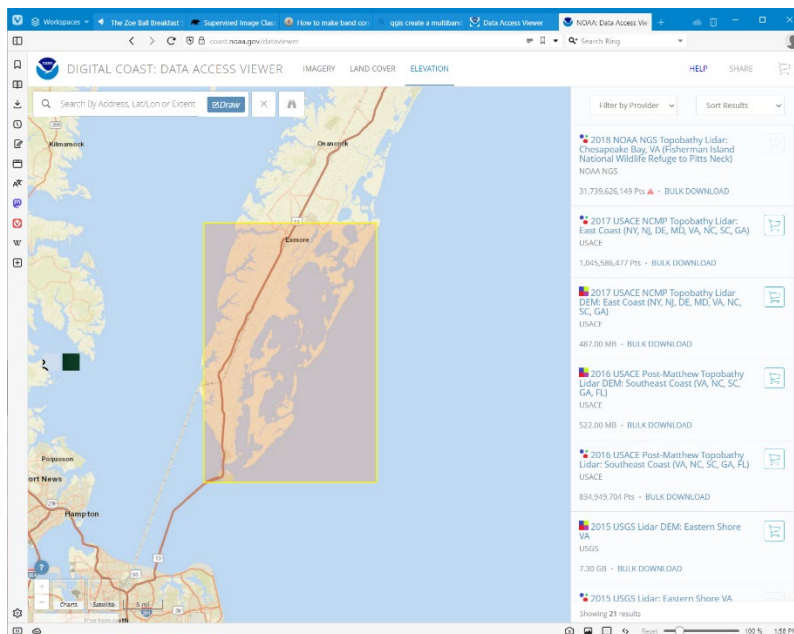 Workspaces
The Zoe Ball Breakfast
Supervised Image Clas
How to make band con
qgis create a multiband
Data Access Viewer
NOAA: Data Access Vie
coast.noaa.gov/dataviewer
Search Bing
DIGITAL COAST: DATA ACCESS VIEWER
IMAGERY
LAND COVER
ELEVATION
HELP
SHARE
Search By Address, Lat/Lon or Extent
Draw
Filter by Provider
Sort Results
Kilmarnock
Onancock
13
Exmore
Poquoson
ort News
Hampton
13
Charts
Satellite
5 mi
2018 NOAA NGS Topobathy Lidar:
Chesapeake Bay, VA (Fisherman Island
National Wildlife Refuge to Pitts Neck)
NOAA NGS
31,739,626,149 Pts • BULK DOWNLOAD
2017 USACE NCMP Topobathy Lidar:
East Coast (NY, NJ, DE, MD, VA, NC, SC, GA)
USACE
1,045,586,477 Pts • BULK DOWNLOAD
2017 USACE NCMP Topobathy Lidar
DEM: East Coast (NY, NJ, DE, MD, VA, NC,
SC, GA)
USACE
487.00 MB • BULK DOWNLOAD
2016 USACE Post-Matthew Topobathy
Lidar DEM: Southeast Coast (VA, NC, SC,
GA, FL)
USACE
522.00 MB • BULK DOWNLOAD
2016 USACE Post-Matthew Topobathy
Lidar: Southeast Coast (VA, NC, SC, GA, FL)
USACE
834,949,704 Pts • BULK DOWNLOAD
2015 USGS Lidar DEM: Eastern Shore
VA
USGS
7.30 GB • BULK DOWNLOAD
2015 USGS Lidar: Eastern Shore VA
Showing 21 results
Reset
100 %
1:58 PM